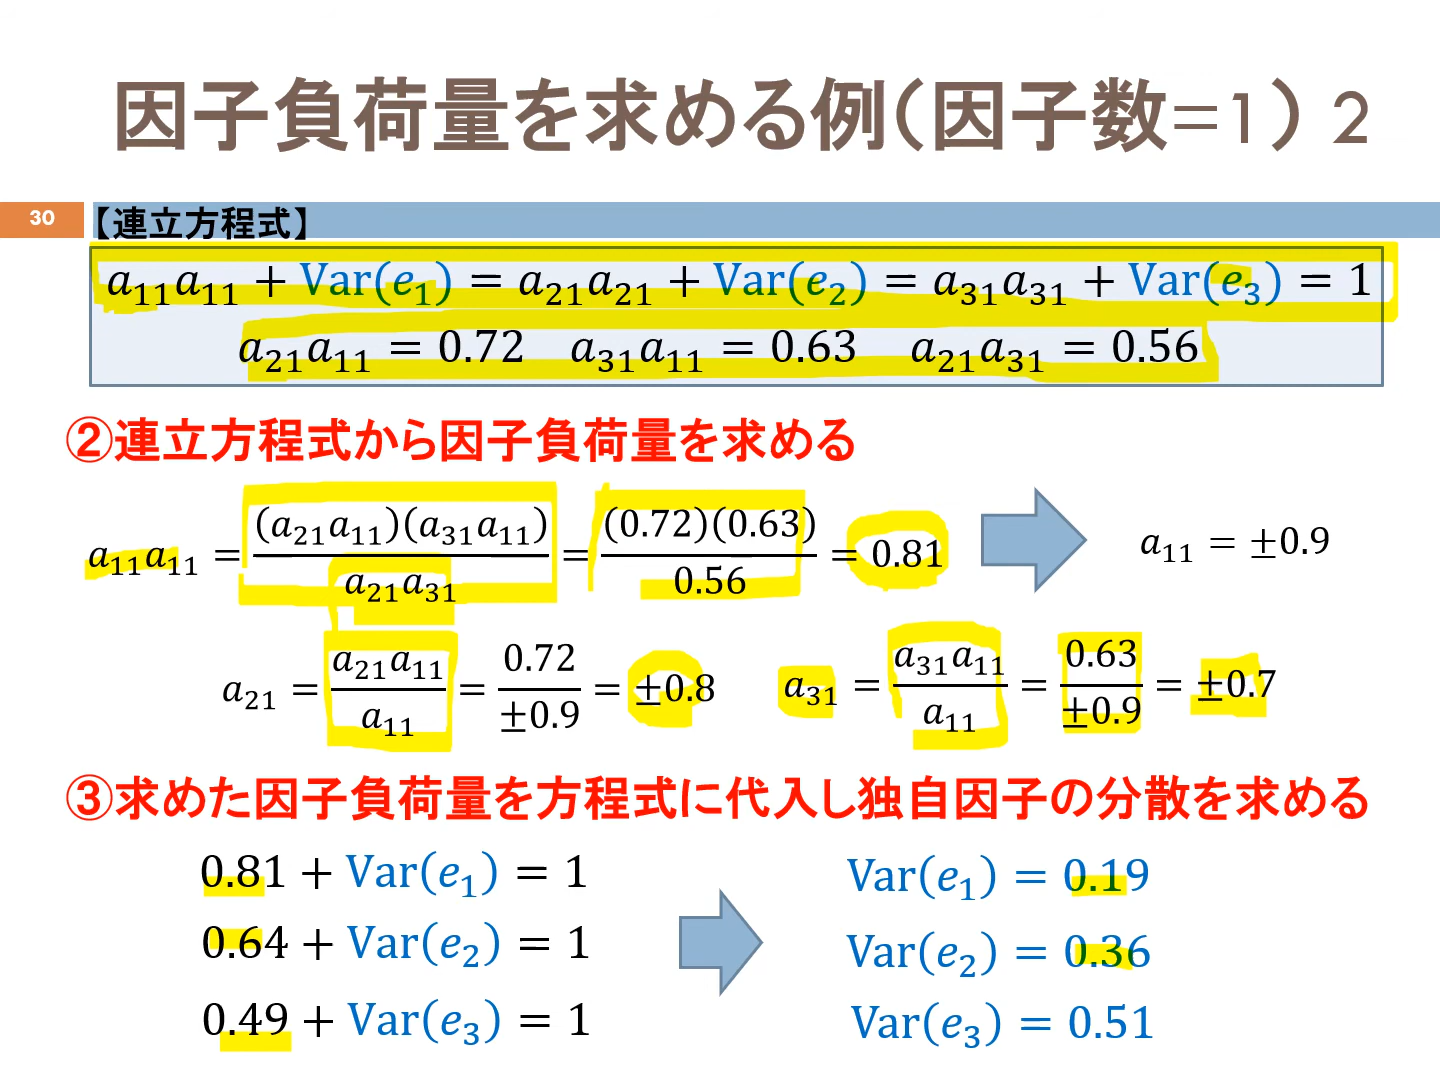 因子負荷量を求める例（因子数=1） 2
30
【連立方程式】
a₁₁a₁₁ + Var(e₁) = a₂₁a₂₁ + Var(e₂) = a₃₁a₃₁ + Var(e₃) = 1
a₂₁a₁₁ = 0.72 a₃₁a₁₁ = 0.63 a₂₁a₃₁ = 0.56
②連立方程式から因子負荷量を求める
a₁₁a₁₁ = (a₂₁a₁₁)(a₃₁a₁₁) / a₂₁a₃₁ = (0.72)(0.63) / 0.56 = 0.81 a₁₁ = ±0.9
a₂₁ = a₂₁a₁₁ / a₁₁ = 0.72 / ±0.9 = ±0.8 a₃₁ = a₃₁a₁₁ / a₁₁ = 0.63 / ±0.9 = ±0.7
③求めた因子負荷量を方程式に代入し独自因子の分散を求める
0.81 + Var(e₁) = 1 Var(e₁) = 0.19
0.64 + Var(e₂) = 1 Var(e₂) = 0.36
0.49 + Var(e₃) = 1 Var(e₃) = 0.51